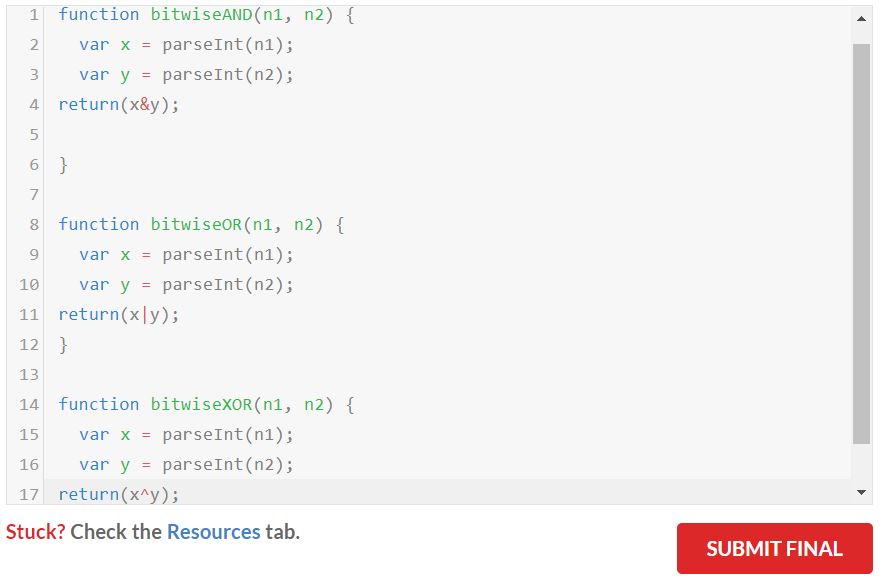 1 function bitwiseAND(n1, n2) {
2 var x = parseInt(n1);
3 var y = parseInt(n2);
4 return(x&y);
5
6 }
7
8 function bitwiseOR(n1, n2) {
9 var x = parseInt(n1);
10 var y = parseInt(n2);
11 return(x|y);
12 }
13
14 function bitwiseXOR(n1, n2) {
15 var x = parseInt(n1);
16 var y = parseInt(n2);
17 return(x^y);
Stuck? Check the Resources tab.
SUBMIT FINAL